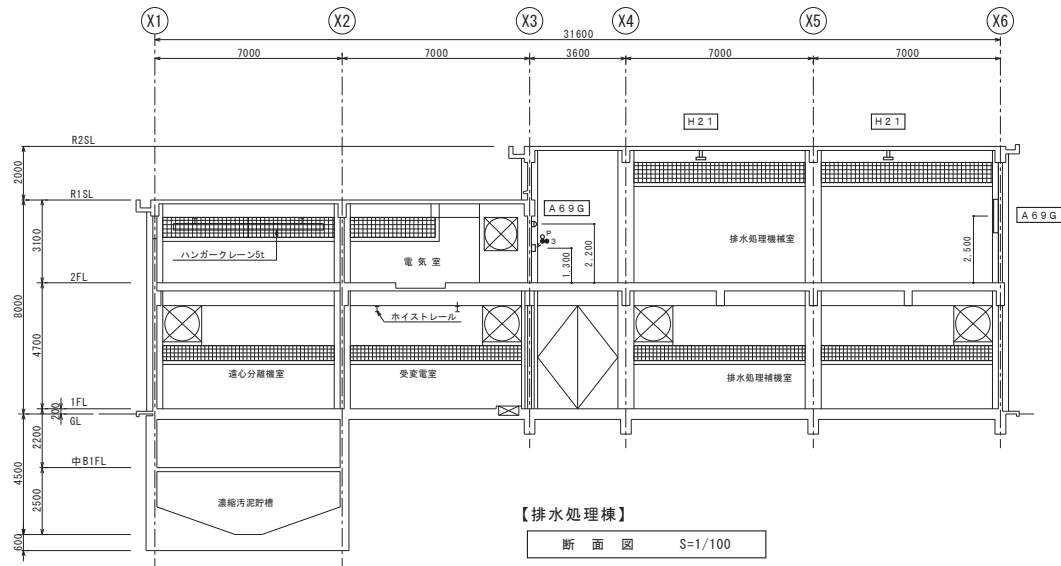 X1 X2 X3 X4 X5 X6
31600
7000 7000 3600 7000 7000
H21 H21
R2SL
2000
R1SL
A69G
A69G
P
3
3100
8000
ハンガークレーン5t
電気室
排水処理機械室
1,300
2,200
2,500
2FL
ホイストレール
4700
遠心分離機室
受変電室
排水処理補機室
1FL
200
GL
2200
4500
中B1FL
2500
濃縮汚泥貯槽
600
【排水処理棟】
断面図 S=1/100